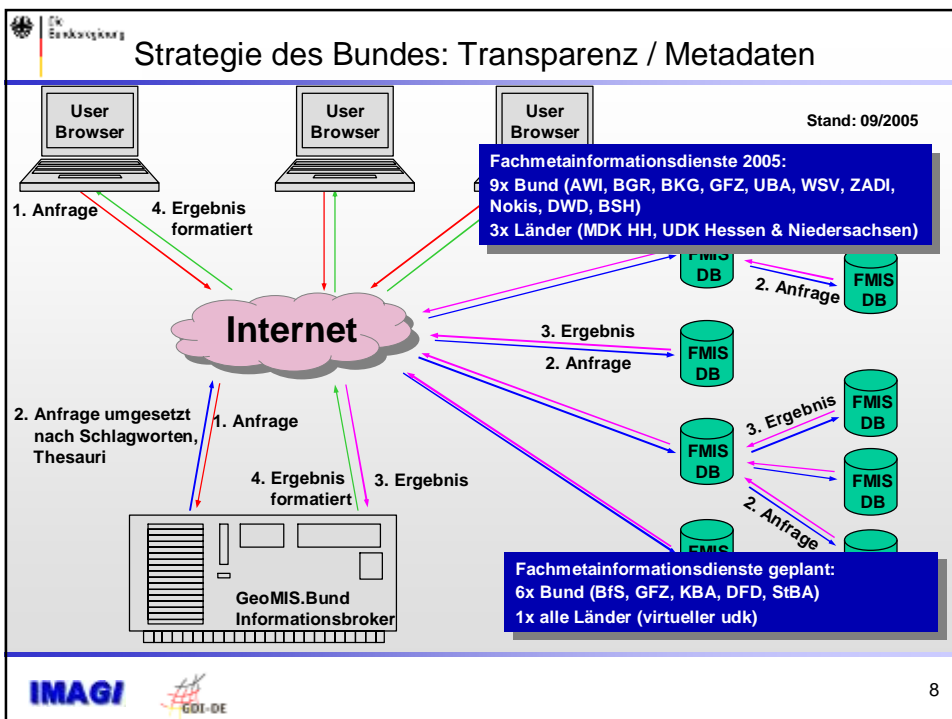 Die
Bundesregierung
Strategie des Bundes: Transparenz / Metadaten
User
Browser
User
Browser
User
Browser
Stand: 09/2005
Fachmetainformationsdienste 2005:
9x Bund (AWI, BGR, BKG, GFZ, UBA, WSV, ZADI,
Nokis, DWD, BSH)
3x Länder (MDK HH, UDK Hessen & Niedersachsen)
1. Anfrage
4. Ergebnis
formatiert
FMIS
DB
2. Anfrage
FMIS
DB
Internet
3. Ergebnis
2. Anfrage
FMIS
DB
2. Anfrage umgesetzt
nach Schlagworten,
Thesauri
1. Anfrage
4. Ergebnis
formatiert
3. Ergebnis
FMIS
DB
3. Ergebnis
FMIS
DB
FMIS
DB
2. Anfrage
FMIS
GeoMIS.Bund
Informationsbroker
Fachmetainformationsdienste geplant:
6x Bund (BfS, GFZ, KBA, DFD, StBA)
1x alle Länder (virtueller udk)
IMAGI
GDI-DE
8